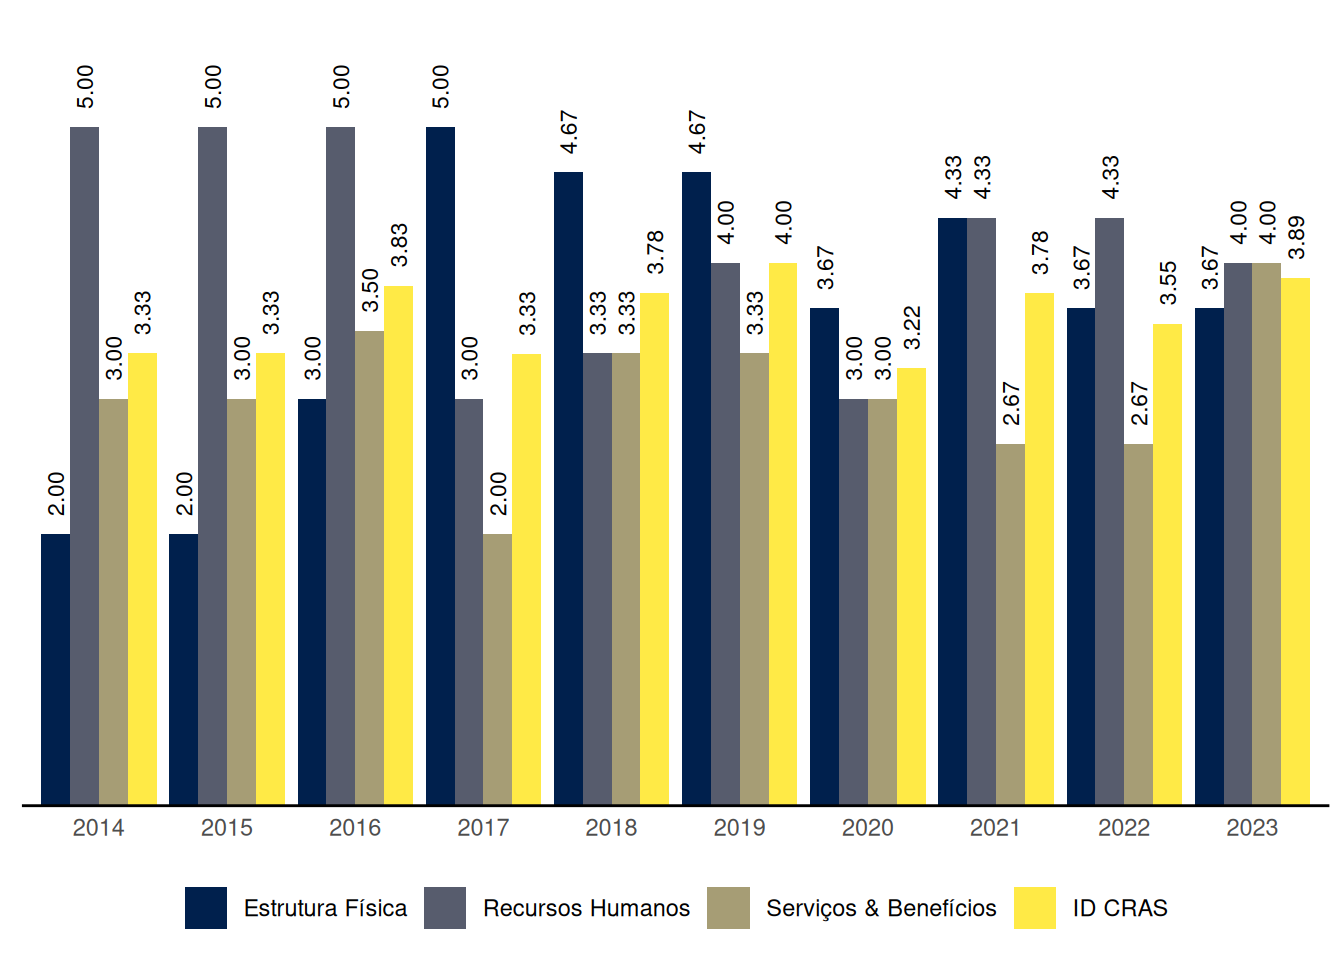 2.00 5.00 3.00 3.33
2.00 5.00 3.00 3.33
3.00 5.00 3.50 3.83
5.00 3.00 2.00 3.33
4.67 3.33 3.33 3.78
4.67 4.00 3.33 4.00
3.67 3.00 3.00 3.22
4.33 4.33 2.67 3.78
3.67 4.33 2.67 3.55
3.67 4.00 4.00 3.89
2014 2015 2016 2017 2018 2019 2020 2021 2022 2023
Estrutura Física Recursos Humanos Serviços & Benefícios ID CRAS